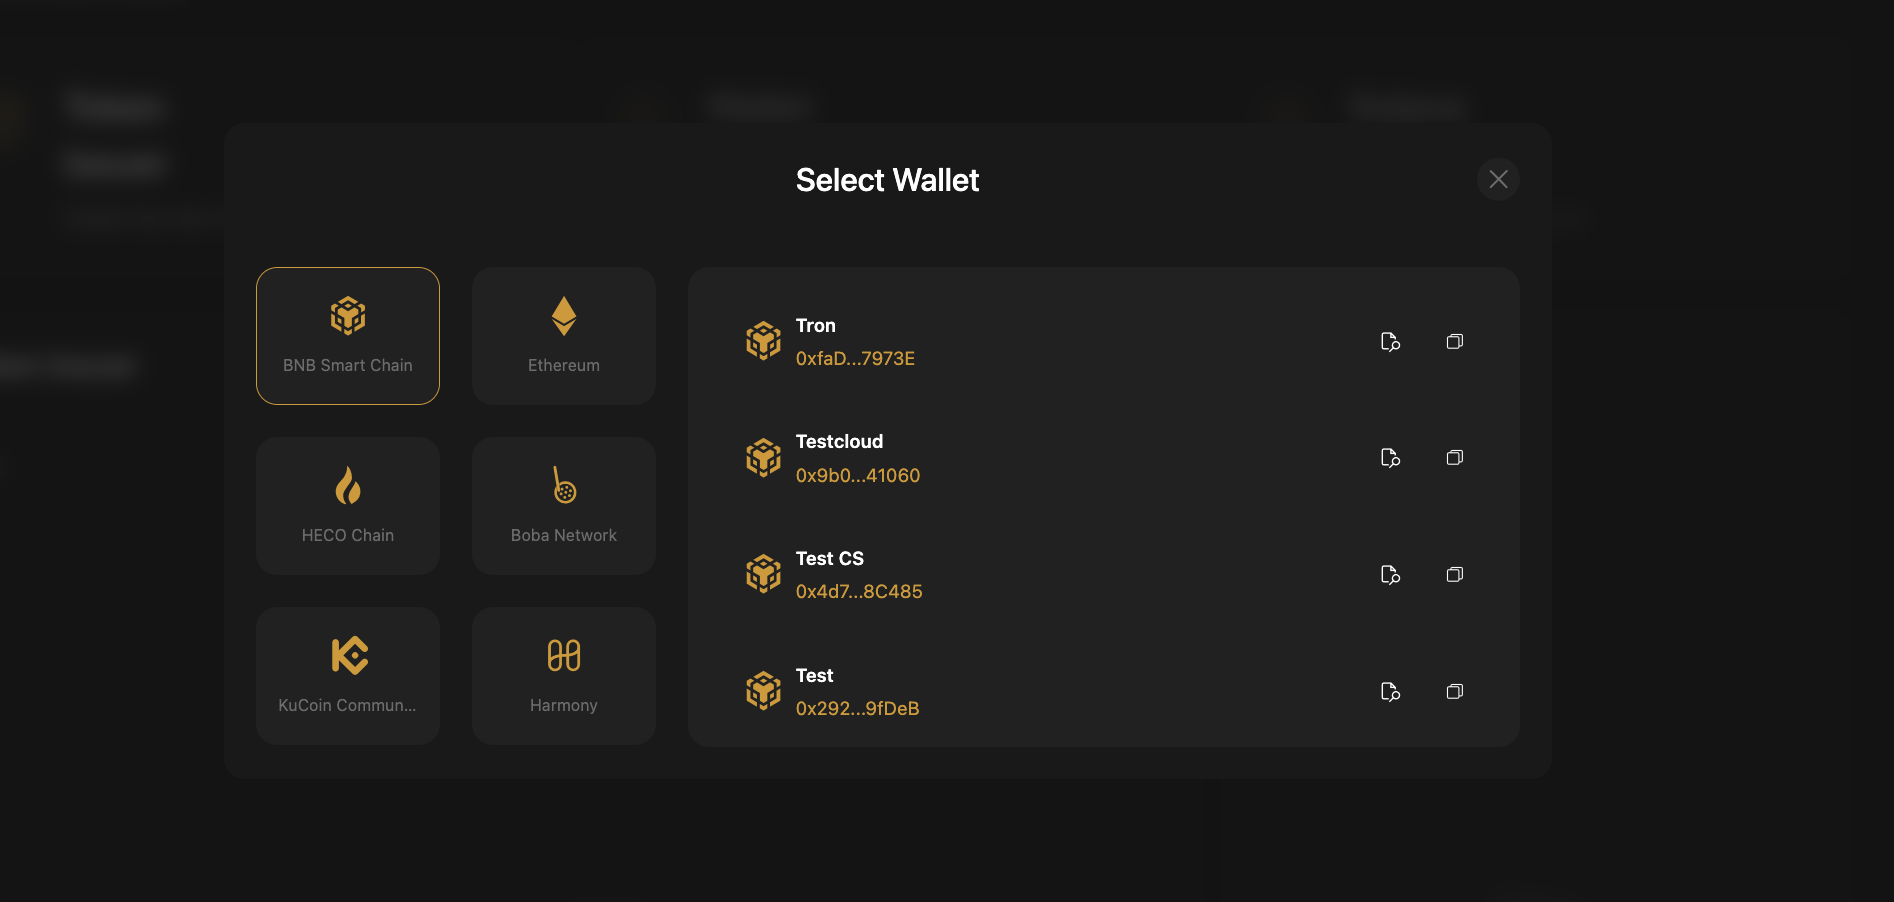 Select Wallet
BNB Smart Chain
Ethereum
HECO Chain
Boba Network
KuCoin Commun...
Harmony
Tron
0xfaD...7973E
Testcloud
0x9b0...41060
Test CS
0x4d7...8C485
Test
0x292...9fDeB